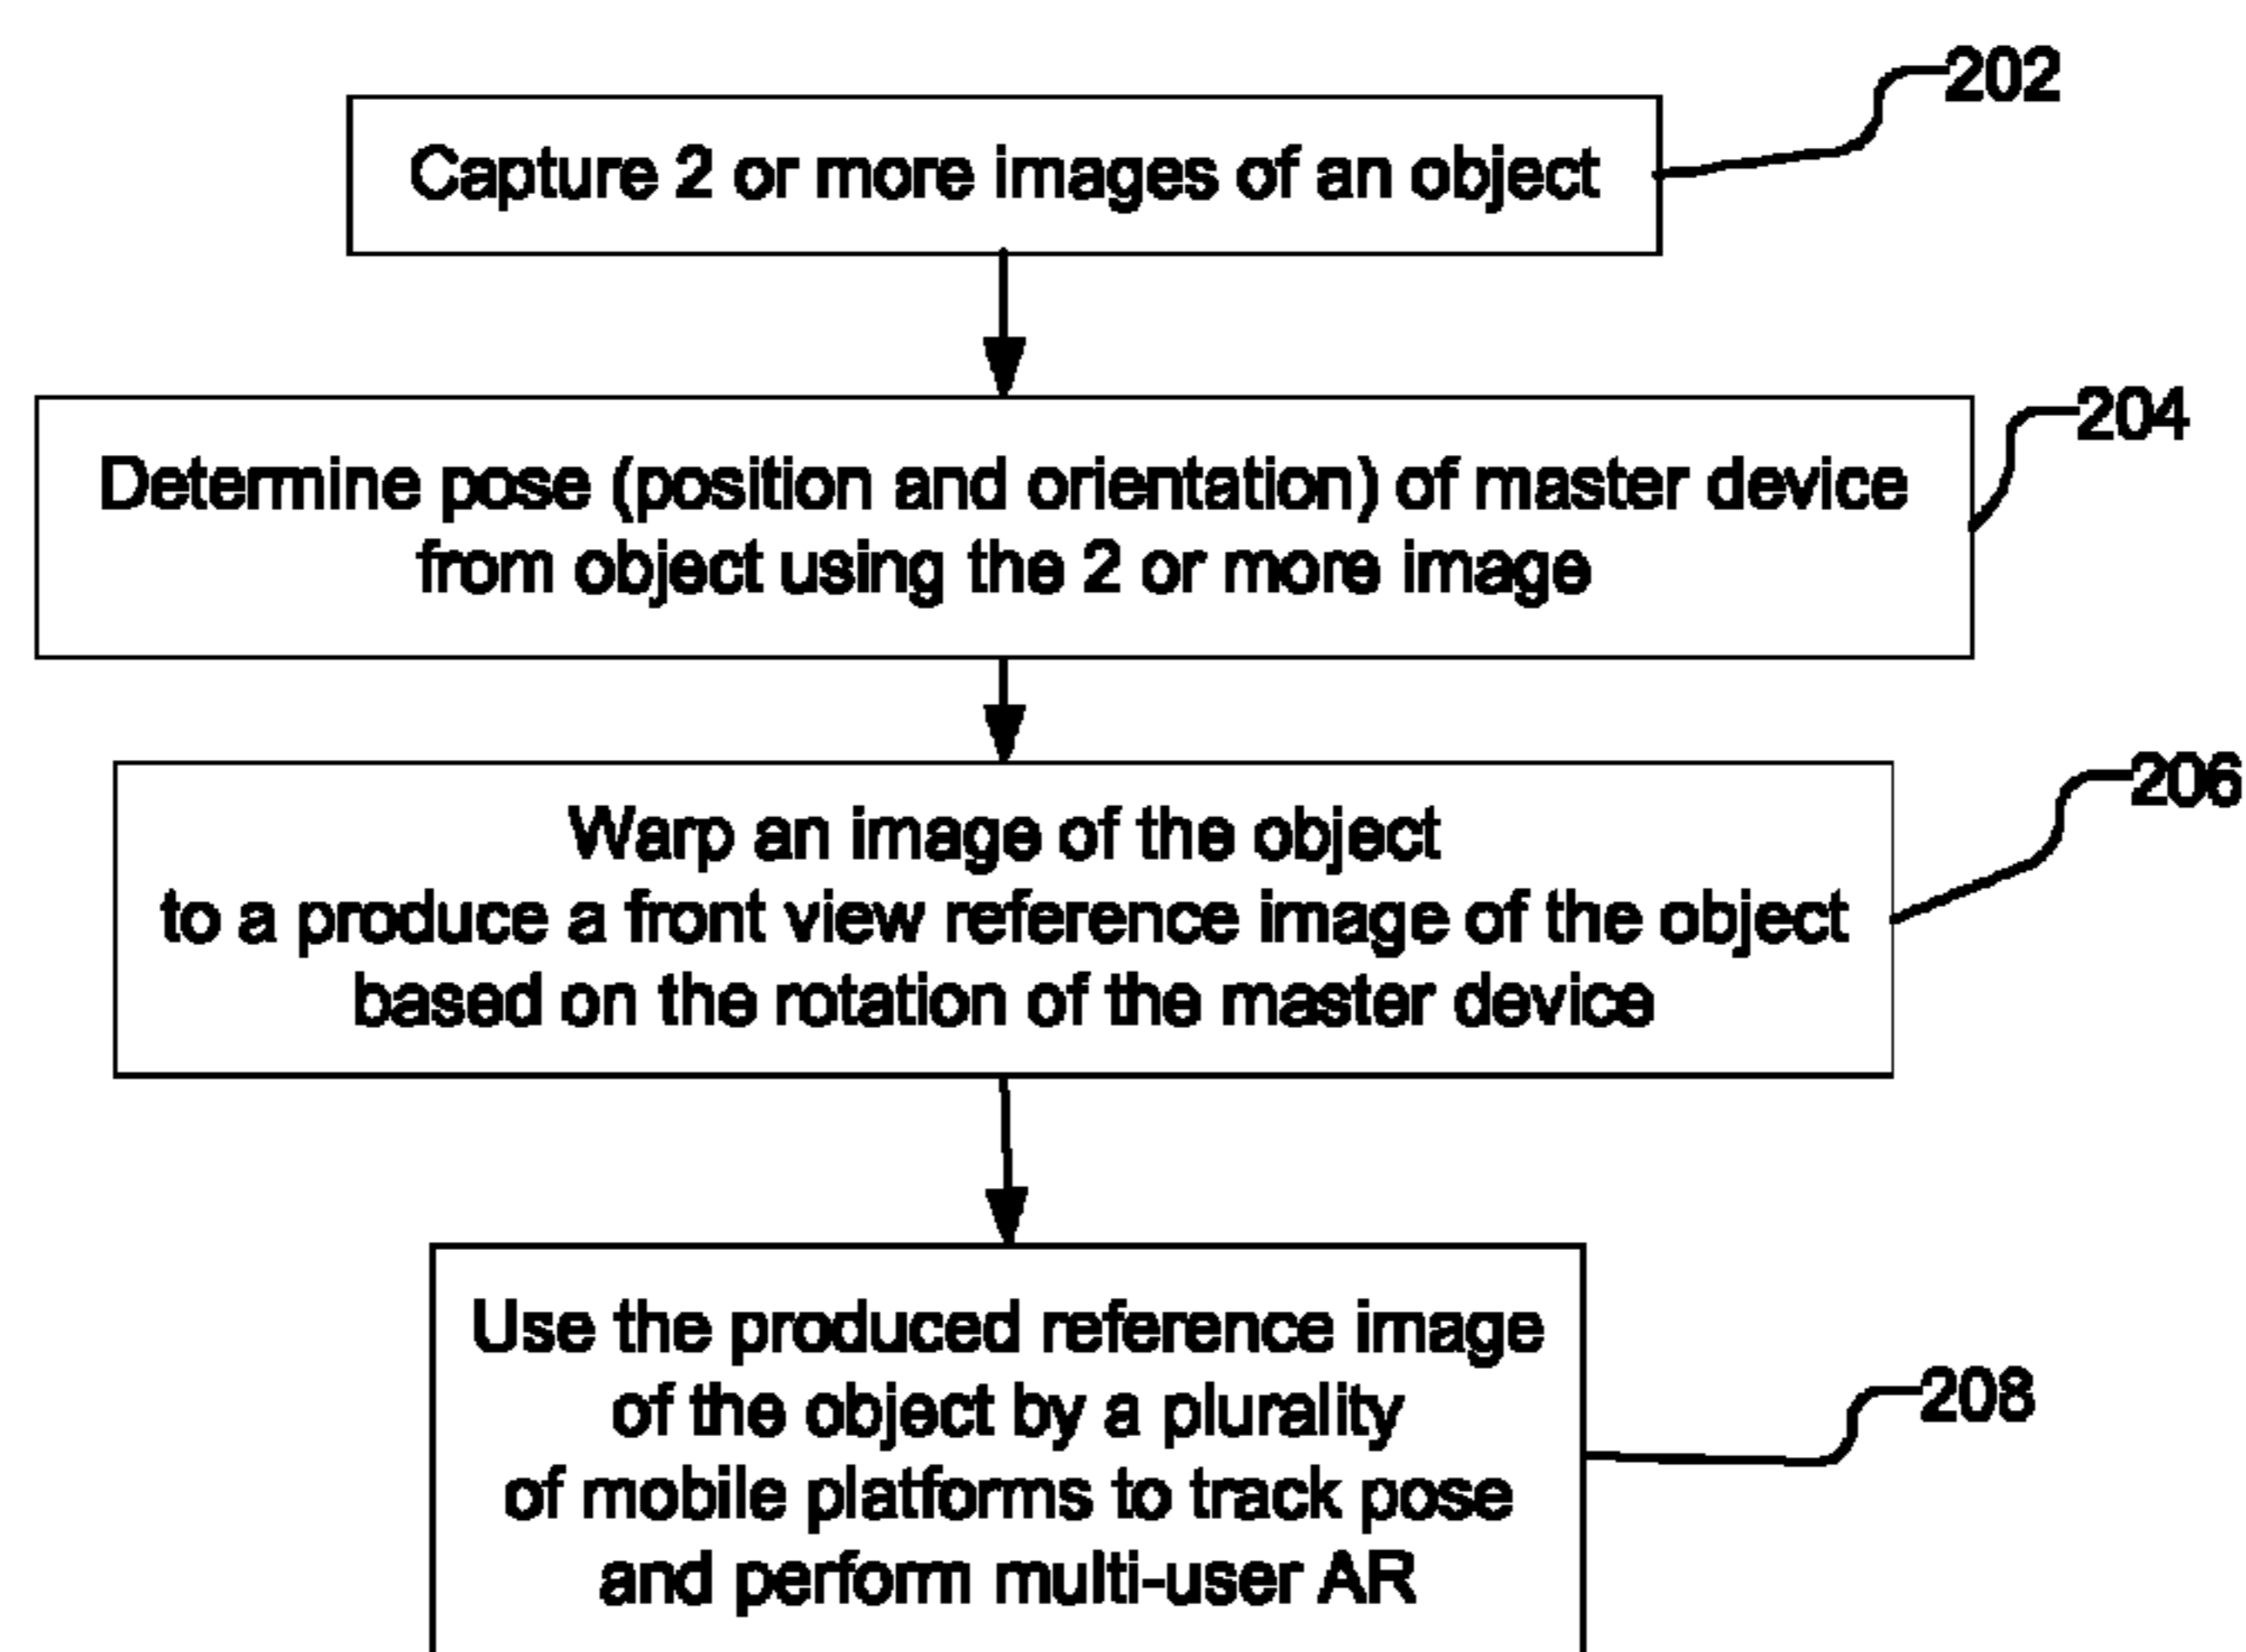 202
Capture 2 or more images of an object
204
Determine pose (position and orientation) of master device
from object using the 2 or more image
206
Warp an image of the object
to a produce a front view reference image of the object
based on the rotation of the master device
Use the produced reference image
of the object by a plurality
208
of mobile platforms to track pose
and perform multi-user AR